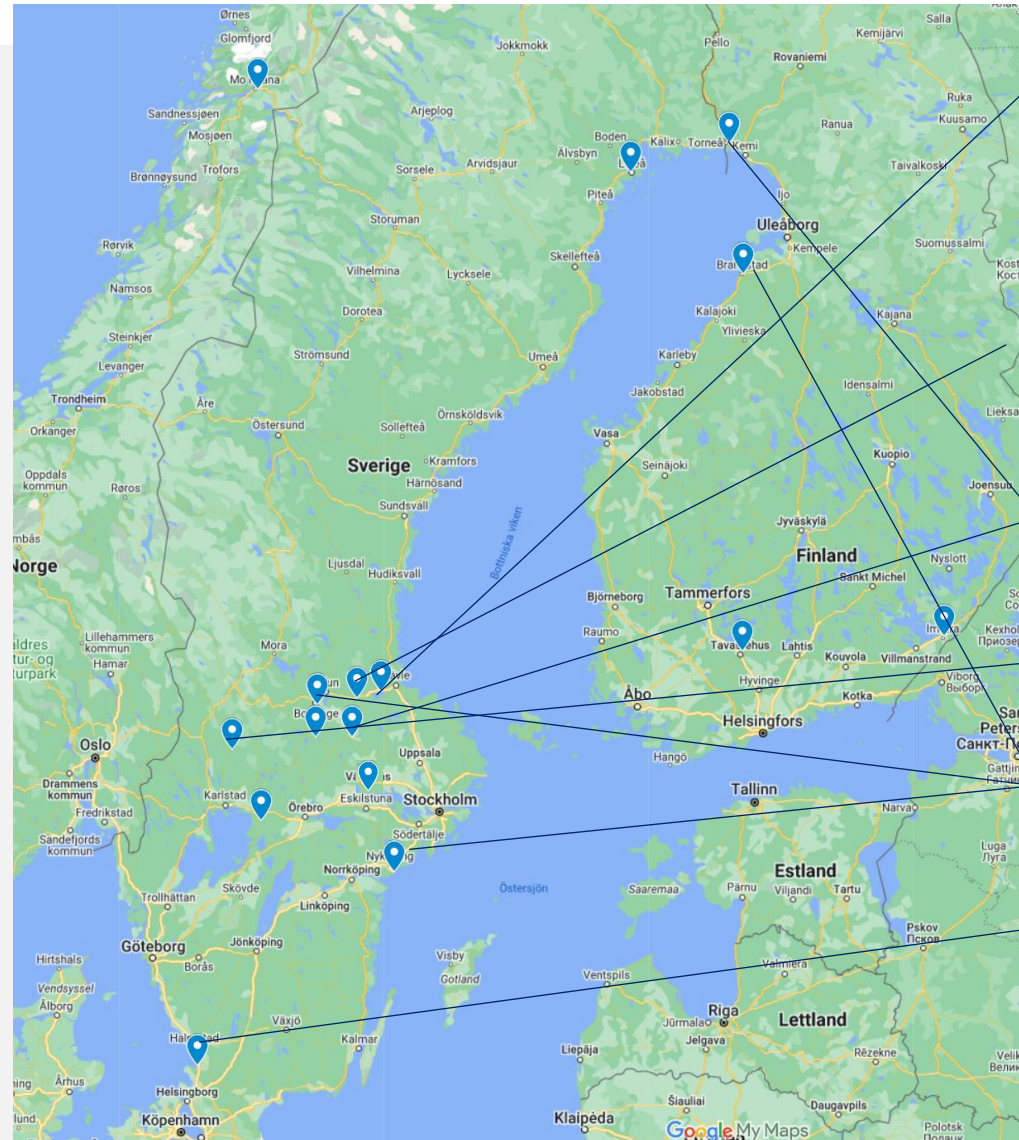 Ørnes
Glomfjord
Salla
Kemijärvi
Jokkmokk
Pello
Rovaniemi
Ruka
Kuusamo
Sandnessjøen
Mosjøen
Arjeplog
Boden
Kalix
Torneå
Kemi
Ranua
Trofors
Brønnøysund
Älvsbyn
Sorsele
Arvidsjaur
Taivalkoski
Piteå
Ijo
Storuman
Uleåborg
Kempele
Suomussalmi
Rørvik
Skellefteå
Vilhelmina
Lycksele
Namsos
Dorotea
Kalajoki
Ylivieska
Kajana
Steinkjer
Strömsund
Umeå
Karleby
Levanger
Idensalmi
Jakobstad
Trondheim
Åre
Örnsköldsvik
Lieksa
Orkanger
Östersund
Sollefteå
Vasa
Kuopio
Sverige
Kramfors
Seinäjoki
Oppdals
kommun
Røros
Härnösand
Joensuu
Sundsvall
Jyväskylä
Bottniska viken
Norge
Ljusdal
Finland
Nyslott
Hudiksvall
Sankt Michel
Björneborg
Tammerfors
Lillehammers
kommun
Hamar
Mora
Raumo
Lahtis
Kouvola
Villmanstrand
Viborg
Выборг
Hyvinge
Kotka
Åbo
Oslo
Helsingfors
Uppsala
Hangö
Drammens
kommun
Karlstad
Örebro
Eskilstuna
Stockholm
Tallinn
Narva
Fredrikstad
Sandefjords
kommun
Södertälje
Norrköping
Luga
Луга
Skövde
Linköping
Östersjön
Saaremaa
Estland
Pärnu
Viljandi
Tartu
Trollhättan
Göteborg
Jönköping
Borås
Visby
Gotland
Pskov
Псков
Hirtshals
Vendsyssel
Ålborg
Ventspils
Valmiera
Växjö
Kalmar
Riga
Jūrmala
Jelgava
Lettland
Liepāja
Rēzekne
Århus
Helsingborg
Köpenhamn
Šiauliai
Daugavpils
Klaipėda
Google My Maps
Polotsk